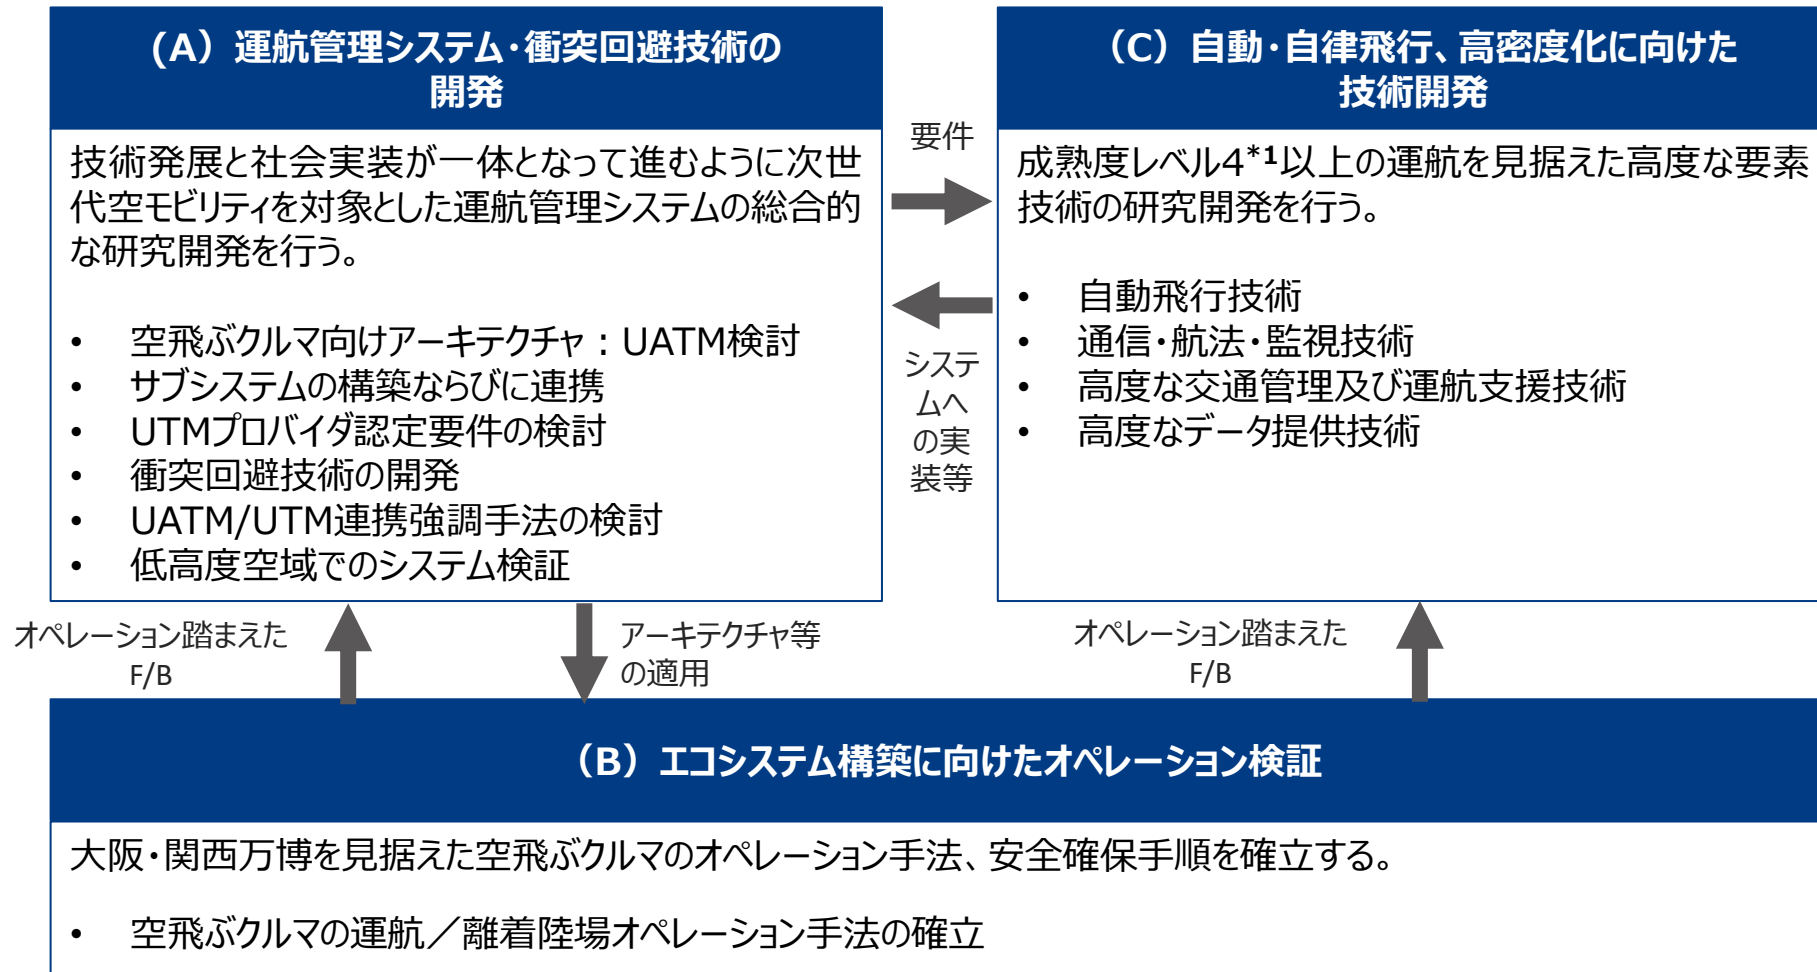 （A）運航管理システム・衝突回避技術の
開発
技術発展と社会実装が一体となって進むように次世
代空モビリティを対象とした運航管理システムの総合的
な研究開発を行う。
• 空飛ぶクルマ向けアーキテクチャ：UATM検討
• サブシステムの構築ならびに連携
• UTMプロバイダ認定要件の検討
• 衝突回避技術の開発
• UATM/UTM連携強調手法の検討
• 低高度空域でのシステム検証
要件
システ
ムへ
の実
装等
（C）自動・自律飛行、高密度化に向けた
技術開発
成熟度レベル4*1以上の運航を見据えた高度な要素
技術の研究開発を行う。
• 自動飛行技術
• 通信・航法・監視技術
• 高度な交通管理及び運航支援技術
• 高度なデータ提供技術
オペレーション踏まえた
F/B
アーキテクチャ等
の適用
オペレーション踏まえた
F/B
（B）エコシステム構築に向けたオペレーション検証
大阪・関西万博を見据えた空飛ぶクルマのオペレーション手法、安全確保手順を確立する。
• 空飛ぶクルマの運航／離着陸場オペレーション手法の確立